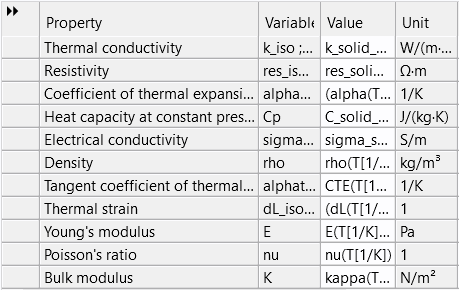 Property Variable Value Unit
Thermal conductivity k_iso ;... k_solid_... W/(m·...
Resistivity res_is... res_soli... Ω·m
Coefficient of thermal expansi... alpha... (alpha(T... 1/K
Heat capacity at constant pres... Cp C_solid_... J/(kg·K)
Electrical conductivity sigma... sigma_s... S/m
Density rho rho(T[1/... kg/m³
Tangent coefficient of thermal... alphat... CTE(T[1... 1/K
Thermal strain dL_iso... (dL(T[1/... 1
Young's modulus E E(T[1/K]... Pa
Poisson's ratio nu nu(T[1/K]) 1
Bulk modulus K kappa(T... N/m²